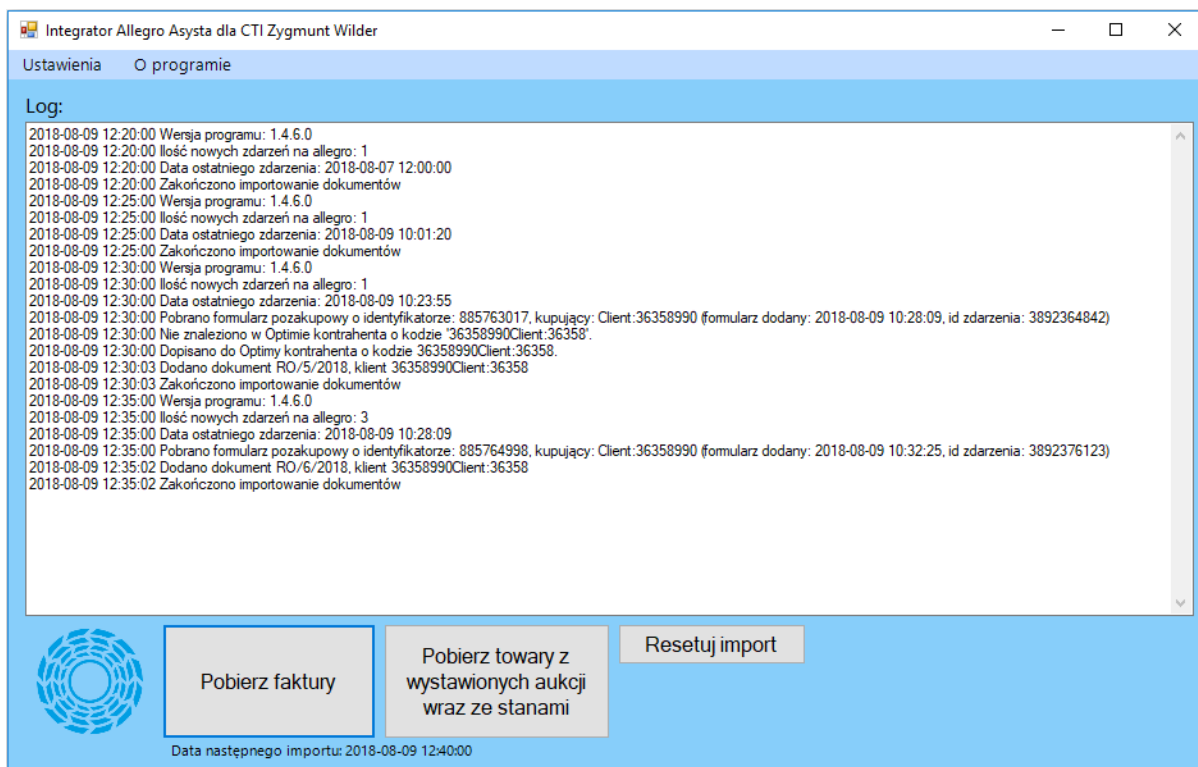 Integrator Allegro Asysta dla CTI Zygmunt Wilder
Ustawienia O programie
Log:
2018-08-09 12:20:00 Wersja programu: 1.4.6.0
2018-08-09 12:20:00 Ilość nowych zdarzeń na allegro: 1
2018-08-09 12:20:00 Data ostatniego zdarzenia: 2018-08-07 12:00:00
2018-08-09 12:20:00 Zakończono importowanie dokumentów
2018-08-09 12:25:00 Wersja programu: 1.4.6.0
2018-08-09 12:25:00 Ilość nowych zdarzeń na allegro: 1
2018-08-09 12:25:00 Data ostatniego zdarzenia: 2018-08-09 10:01:20
2018-08-09 12:25:00 Zakończono importowanie dokumentów
2018-08-09 12:30:00 Wersja programu: 1.4.6.0
2018-08-09 12:30:00 Ilość nowych zdarzeń na allegro: 1
2018-08-09 12:30:00 Data ostatniego zdarzenia: 2018-08-09 10:23:55
2018-08-09 12:30:00 Pobrano formularz pozakupowy o identyfikatorze: 885763017, kupujący: Client:36358990 (formularz dodany: 2018-08-09 10:28:09, id zdarzenia: 3892364842)
2018-08-09 12:30:00 Nie znaleziono w Optimie kontrahenta o kodzie '36358990Client:36358'.
2018-08-09 12:30:00 Dopisano do Optimy kontrahenta o kodzie 36358990Client:36358.
2018-08-09 12:30:03 Dodano dokument RO/5/2018, klient 36358990Client:36358
2018-08-09 12:30:03 Zakończono importowanie dokumentów
2018-08-09 12:35:00 Wersja programu: 1.4.6.0
2018-08-09 12:35:00 Ilość nowych zdarzeń na allegro: 3
2018-08-09 12:35:00 Data ostatniego zdarzenia: 2018-08-09 10:28:09
2018-08-09 12:35:00 Pobrano formularz pozakupowy o identyfikatorze: 885764998, kupujący: Client:36358990 (formularz dodany: 2018-08-09 10:32:25, id zdarzenia: 3892376123)
2018-08-09 12:35:02 Dodano dokument RO/6/2018, klient 36358990Client:36358
2018-08-09 12:35:02 Zakończono importowanie dokumentów
Pobierz faktury
Pobierz towary z
wystawionych aukcji
wraz ze stanami
Resetuj import
Data następnego importu: 2018-08-09 12:40:00